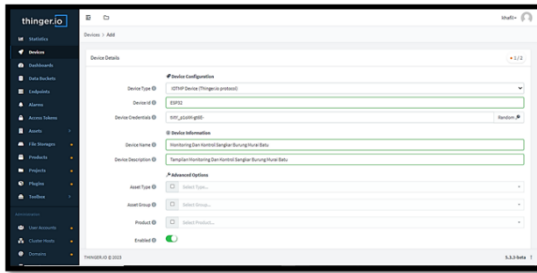 thinger.io
Statistics
Devices
Dashboards
Data Buckets
Endpoints
Alarms
Access Tokens
Assets
File Storages
Products
Projects
Plugins
Toolbox
User Accounts
Cluster Hosts
Domains
Devices > Add
Device Details
1/2
Device Configuration
Device Type
IOTMP Device (Thinger.io protocol)
Device Id
ESP32
Device Credentials
Random
Device Information
Device Name
Monitoring Dan Kontrol Sangkar Burung Murai Batu
Device Description
Tampilan Monitoring Dan Kontrol Sangkar Burung Murai Batu
Advanced Options
Asset Type
Select Type...
Asset Group
Select Group...
Product
Select Product...
Enabled
THINGER.IO © 2023